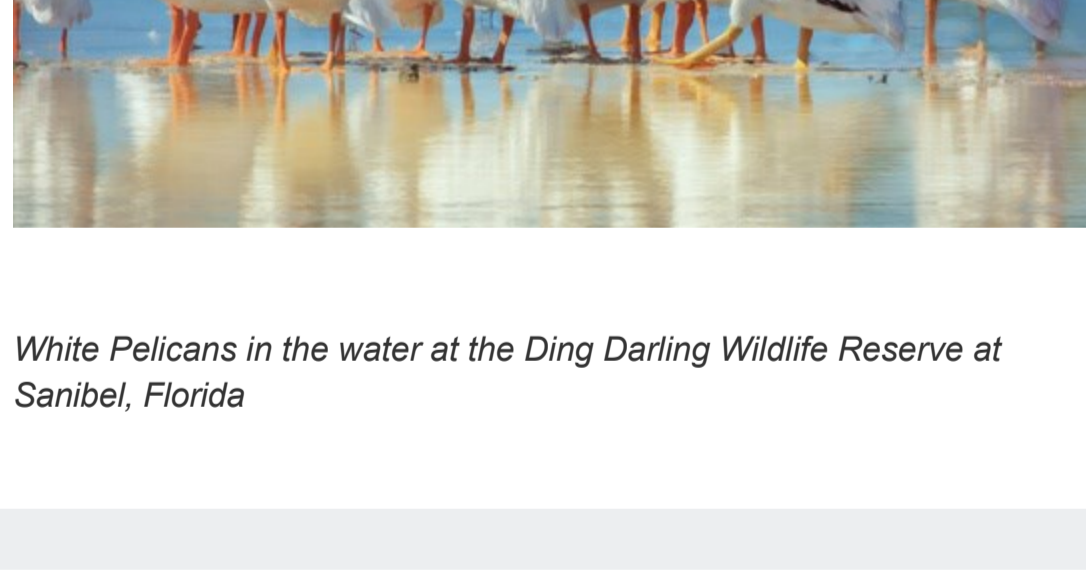 White Pelicans in the water at the Ding Darling Wildlife Reserve at
Sanibel, Florida